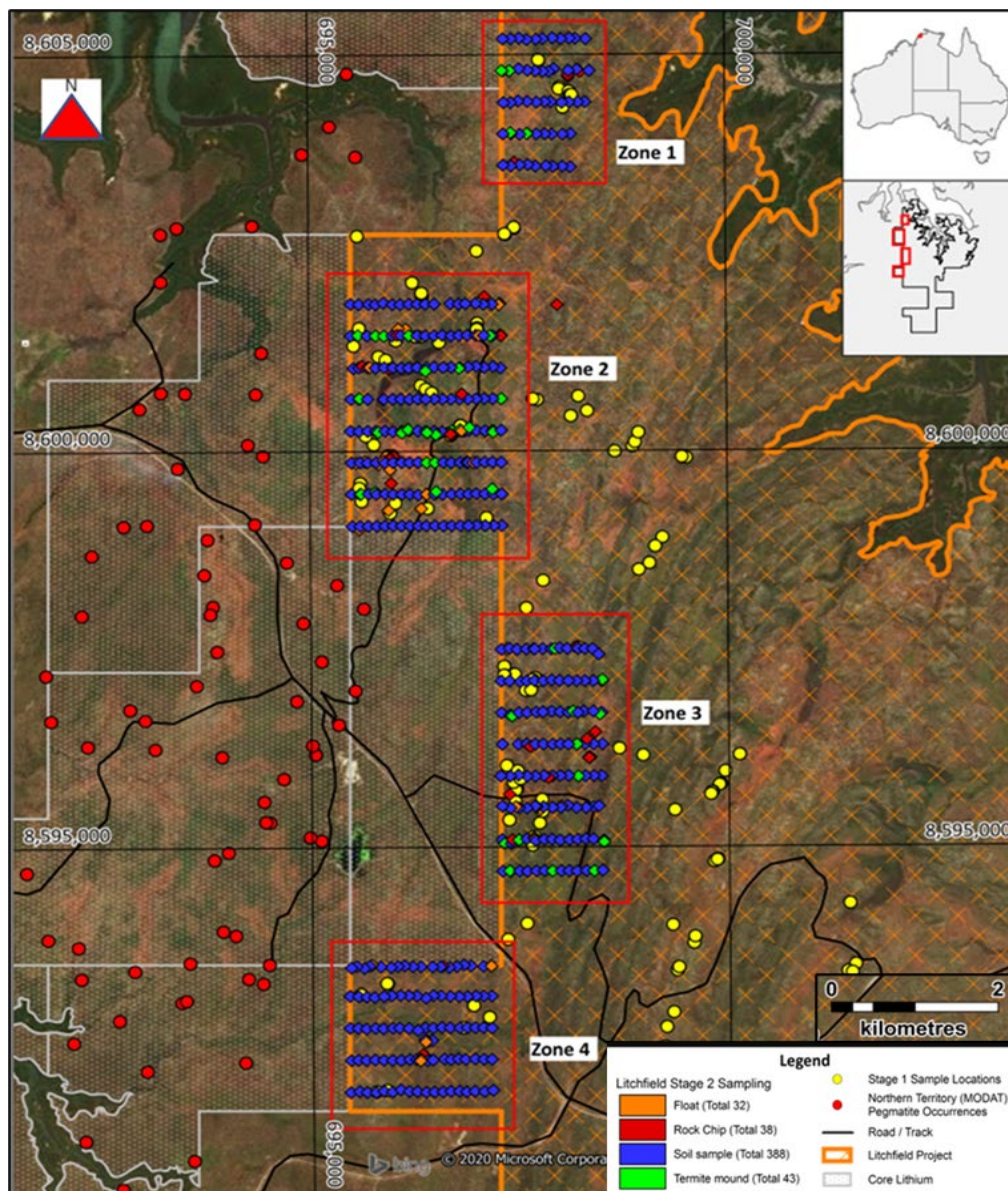 8,605,000
695,000
700,000
N
Zone 1
Zone 2
8,600,000
8,600,000
Zone 3
8,595,000
8,595,000
Zone 4
0 2
kilometres
695,000
bing © 2020 Microsoft Corpora
Legend
Litchfield Stage 2 Sampling
Float (Total 32)
Rock Chip (Total 38)
Soil sample (Total 388)
Termite mound (Total 43)
Stage 1 Sample Locations
Northern Territory (MODAT)
Pegmatite Occurrences
Road / Track
Litchfield Project
Core Lithium